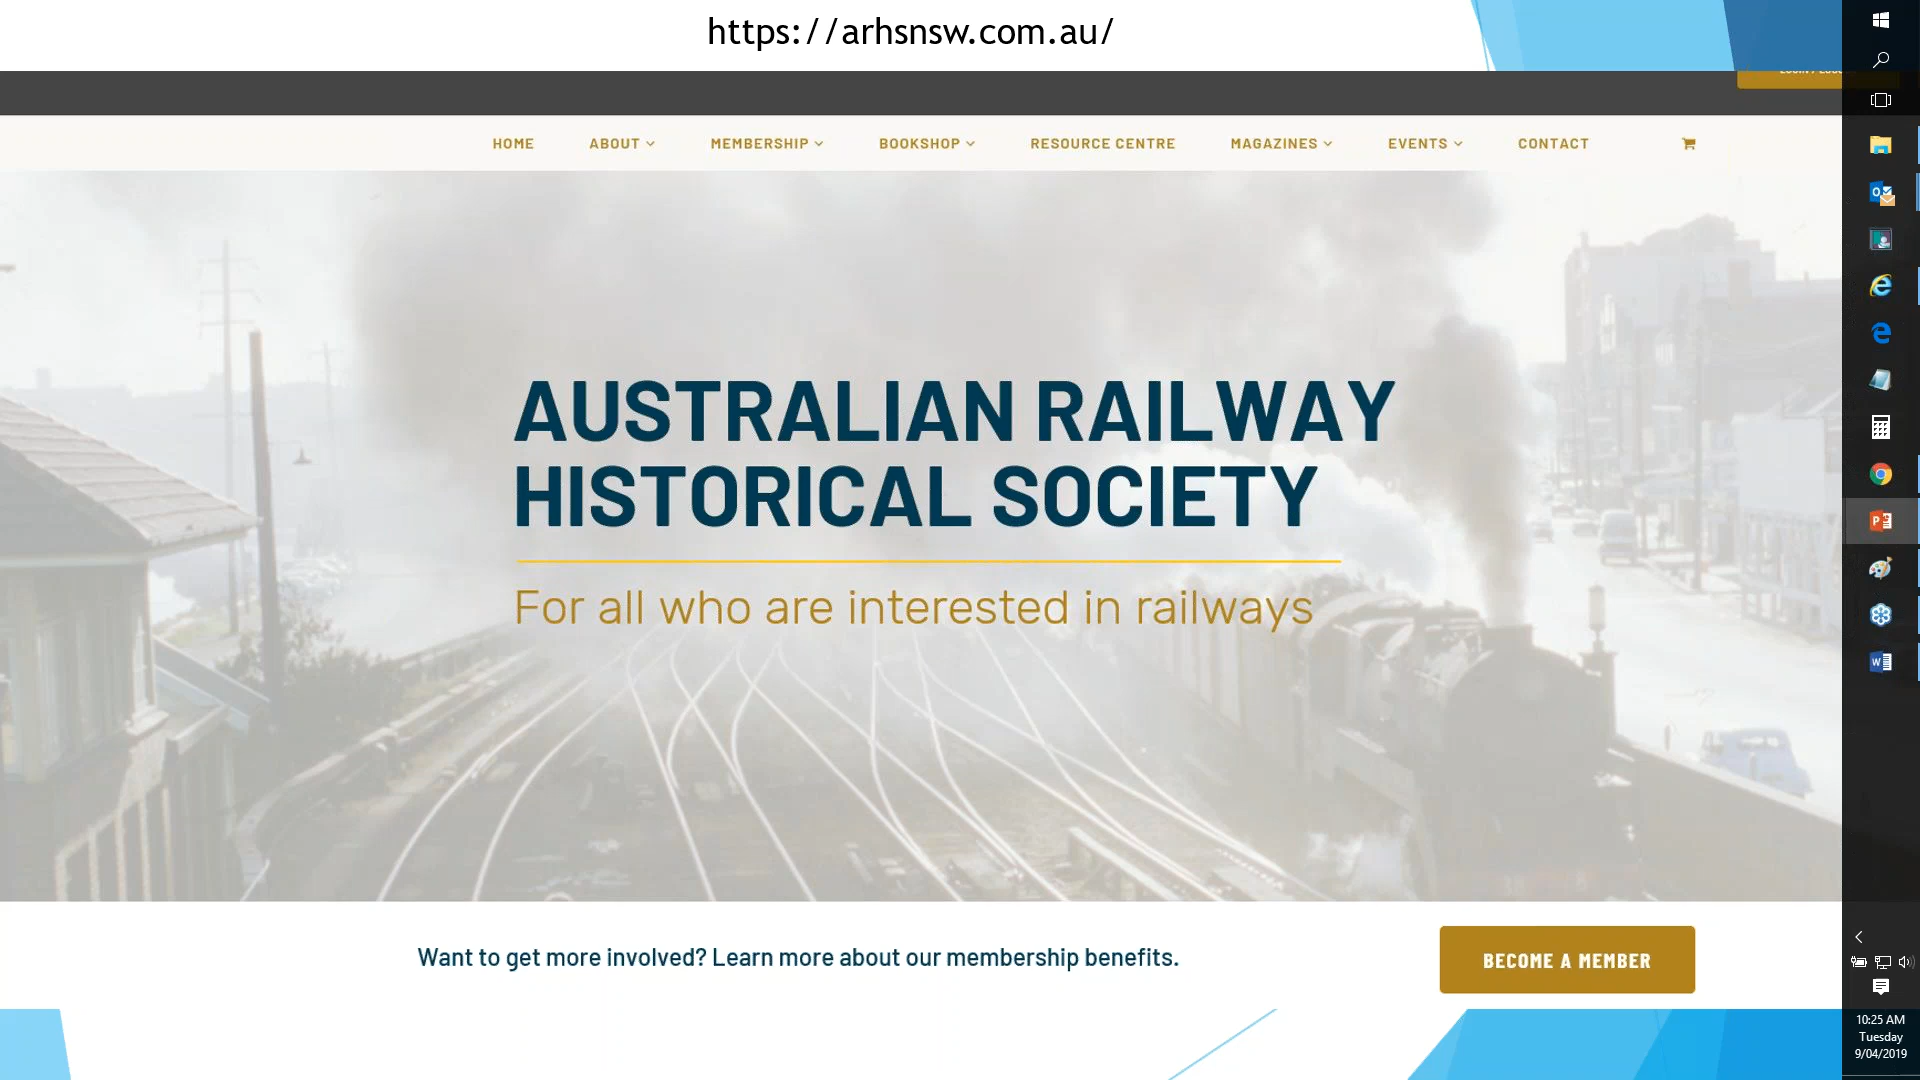 https://arhsnsw.com.au/
HOME ABOUT MEMBERSHIP BOOKSHOP RESOURCE CENTRE MAGAZINES EVENTS CONTACT
AUSTRALIAN RAILWAY
HISTORICAL SOCIETY
For all who are interested in railways
Want to get more involved? Learn more about our membership benefits.
BECOME A MEMBER
10:25 AM
Tuesday
9/04/2019